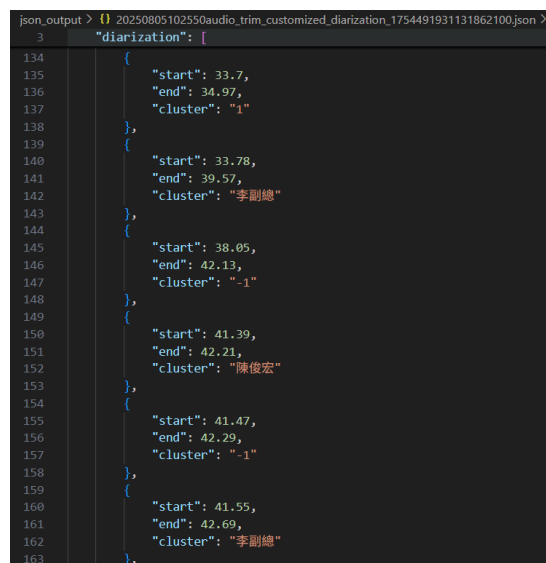 json_output > {} 20250805102550audio_trim_customized_diarization_1754491931131862100.json >
3 "diarization": [
134 {
135 "start": 33.7,
136 "end": 34.97,
137 "cluster": "1"
138 },
139 {
140 "start": 33.78,
141 "end": 39.57,
142 "cluster": "李副總"
143 },
144 {
145 "start": 38.05,
146 "end": 42.13,
147 "cluster": "-1"
148 },
149 {
150 "start": 41.39,
151 "end": 42.21,
152 "cluster": "陳俊宏"
153 },
154 {
155 "start": 41.47,
156 "end": 42.29,
157 "cluster": "-1"
158 },
159 {
160 "start": 41.55,
161 "end": 42.69,
162 "cluster": "李副總"
163 },